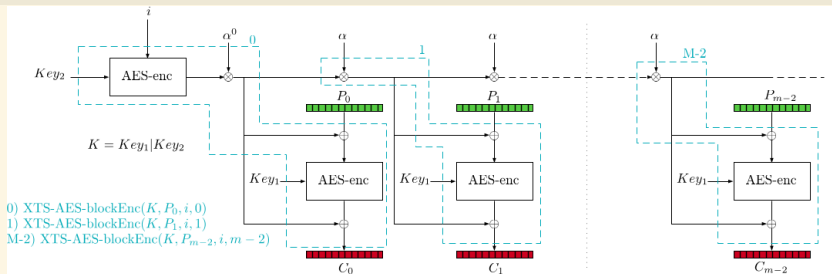 i
α⁰
0
α
1
α
α
M-2
Key₂
AES-enc
P₀
P₁
Pₘ₋₂
K = Key₁|Key₂
Key₁
AES-enc
Key₁
AES-enc
Key₁
AES-enc
0) XTS-AES-blockEnc(K, P₀, i, 0)
1) XTS-AES-blockEnc(K, P₁, i, 1)
M-2) XTS-AES-blockEnc(K, Pₘ₋₂, i, m − 2)
C₀
C₁
Cₘ₋₂